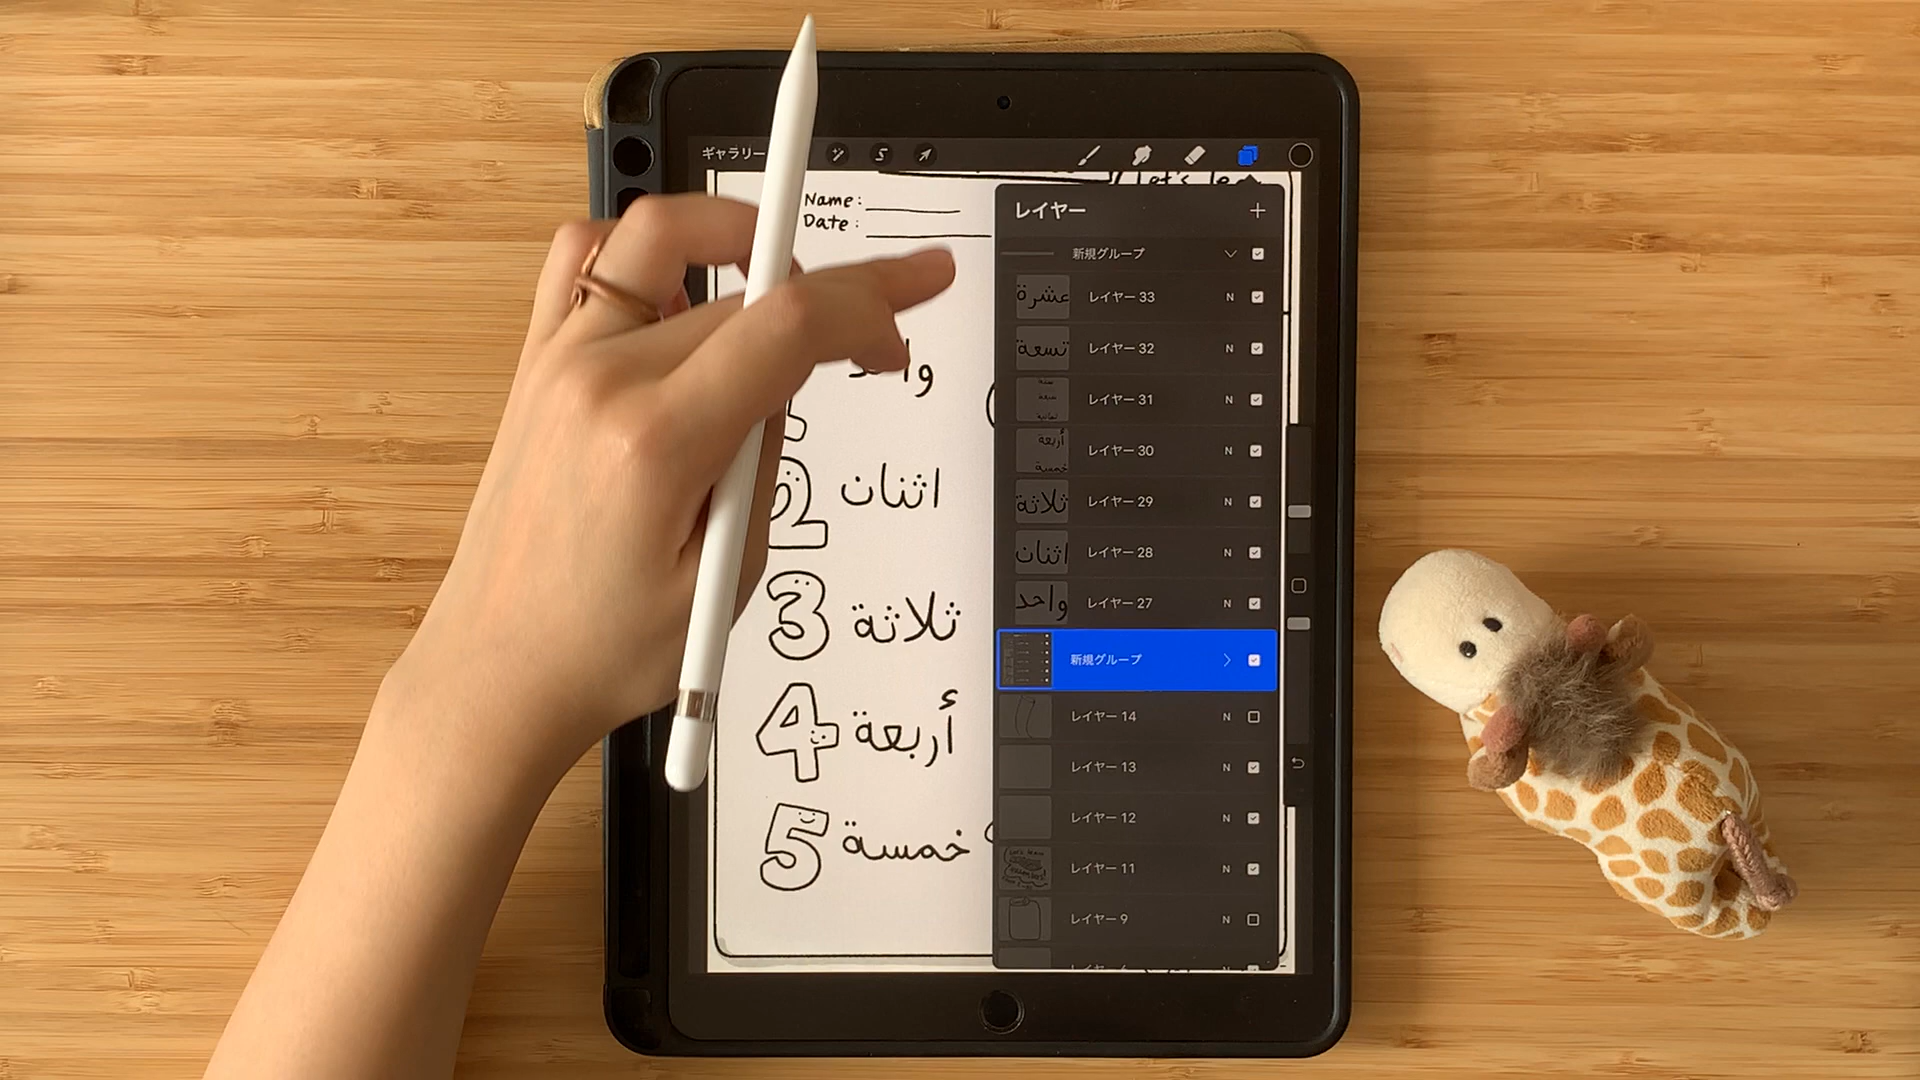 ギャラリー
let's
Name:
Date:
اثنان
2
ثلاثة
3
أربعة
4
خمسة
5
レイヤー
新規グループ
عشرة
レイヤー 33
N
تسعة
レイヤー 32
N
ستة
سبعة
ثمانية
レイヤー 31
N
أربعة
خمسة
レイヤー 30
N
ثلاثة
レイヤー 29
N
اثنان
レイヤー 28
N
واحد
レイヤー 27
N
新規グループ
レイヤー 14
N
レイヤー 13
N
レイヤー 12
N
レイヤー 11
N
レイヤー 9
N